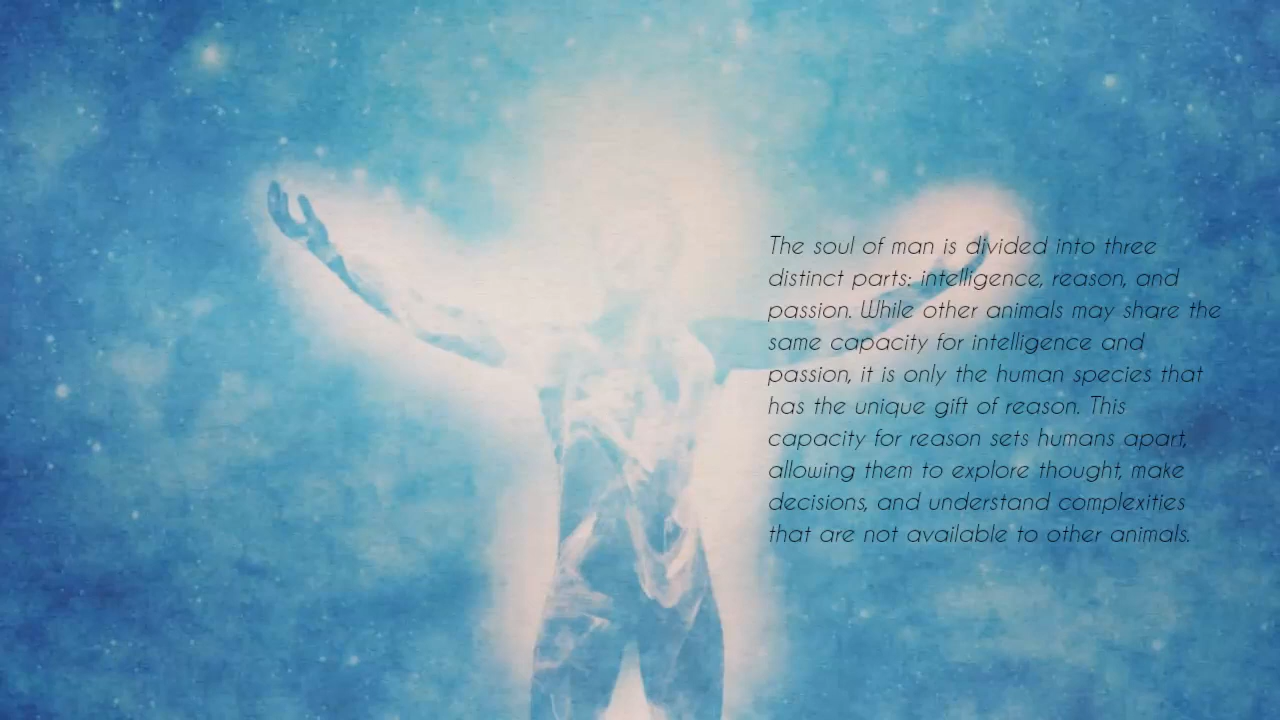 The soul of man is divided into three
distinct parts: intelligence, reason, and
passion. While other animals may share the
same capacity for intelligence and
passion, it is only the human species that
has the unique gift of reason. This
capacity for reason sets humans apart,
allowing them to explore thought, make
decisions, and understand complexities
that are not available to other animals.